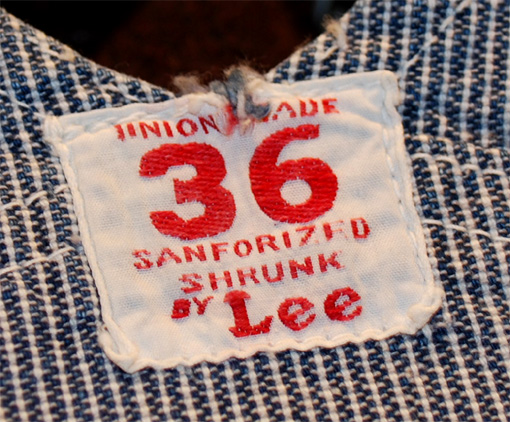 UNION MADE
36
SANFORIZED
SHRUNK
BY Lee